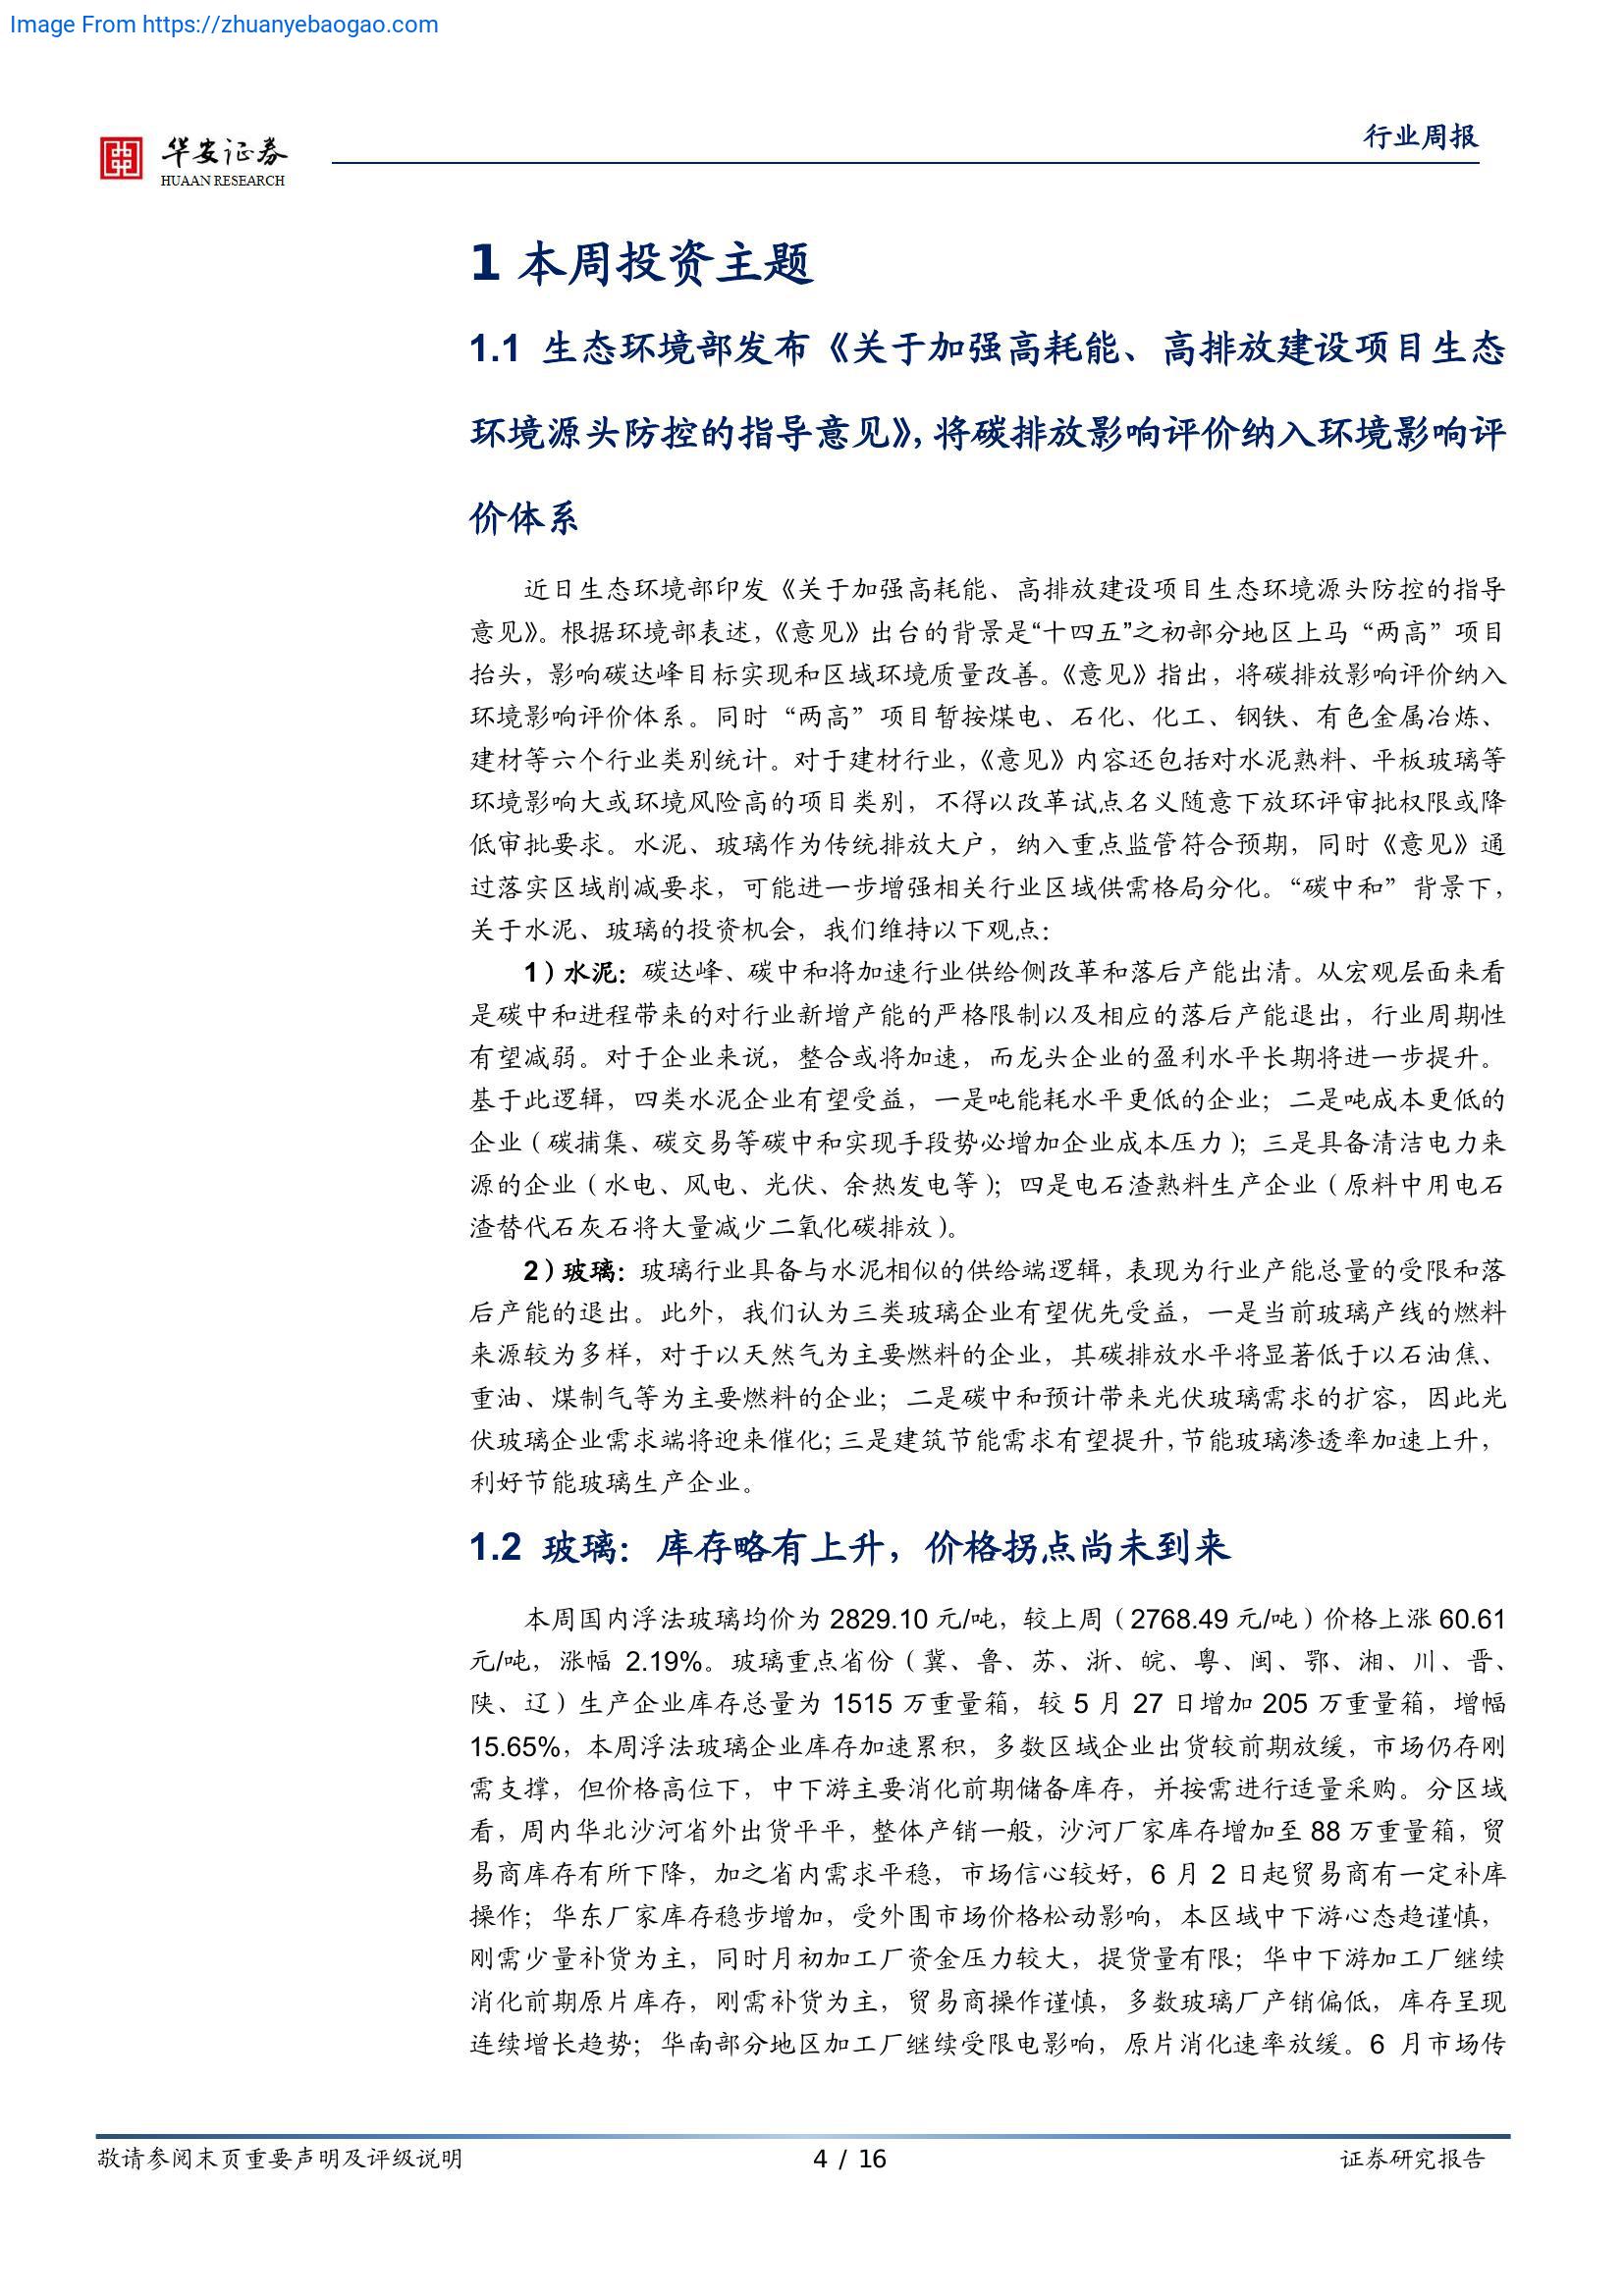 Image From https://zhuanyebaogao.com
华安证券
HUAAN RESEARCH
行业周报
1 本周投资主题
1.1 生态环境部发布《关于加强高耗能、高排放建设项目生态
环境源头防控的指导意见》，将碳排放影响评价纳入环境影响评
价体系
近日生态环境部印发《关于加强高耗能、高排放建设项目生态环境源头防控的指导
意见》。根据环境部表述，《意见》出台的背景是“十四五”之初部分地区上马“两高”项目
抬头，影响碳达峰目标实现和区域环境质量改善。《意见》指出，将碳排放影响评价纳入
环境影响评价体系。同时“两高”项目暂按煤电、石化、化工、钢铁、有色金属冶炼、
建材等六个行业类别统计。对于建材行业，《意见》内容还包括对水泥熟料、平板玻璃等
环境影响大或环境风险高的项目类别，不得以改革试点名义随意下放环评审批权限或降
低审批要求。水泥、玻璃作为传统排放大户，纳入重点监管符合预期，同时《意见》通
过落实区域削减要求，可能进一步增强相关行业区域供需格局分化。“碳中和”背景下，
关于水泥、玻璃的投资机会，我们维持以下观点：
1）水泥：碳达峰、碳中和将加速行业供给侧改革和落后产能出清。从宏观层面来看
是碳中和进程带来的对行业新增产能的严格限制以及相应的落后产能退出，行业周期性
有望减弱。对于企业来说，整合或将加速，而龙头企业的盈利水平长期将进一步提升。
基于此逻辑，四类水泥企业有望受益，一是吨能耗水平更低的企业；二是吨成本更低的
企业（碳捕集、碳交易等碳中和实现手段势必增加企业成本压力）；三是具备清洁电力来
源的企业（水电、风电、光伏、余热发电等）；四是电石渣熟料生产企业（原料中用电石
渣替代石灰石将大量减少二氧化碳排放）。
2）玻璃：玻璃行业具备与水泥相似的供给端逻辑，表现为行业产能总量的受限和落
后产能的退出。此外，我们认为三类玻璃企业有望优先受益，一是当前玻璃产线的燃料
来源较为多样，对于以天然气为主要燃料的企业，其碳排放水平将显著低于以石油焦、
重油、煤制气等为主要燃料的企业；二是碳中和预计带来光伏玻璃需求的扩容，因此光
伏玻璃企业需求端将迎来催化；三是建筑节能需求有望提升，节能玻璃渗透率加速上升，
利好节能玻璃生产企业。
1.2 玻璃：库存略有上升，价格拐点尚未到来
本周国内浮法玻璃均价为 2829.10 元/吨，较上周（2768.49 元/吨）价格上涨 60.61
元/吨，涨幅 2.19%。玻璃重点省份（冀、鲁、苏、浙、皖、粤、闽、鄂、湘、川、晋、
陕、辽）生产企业库存总量为 1515 万重量箱，较 5 月 27 日增加 205 万重量箱，增幅
15.65%，本周浮法玻璃企业库存加速累积，多数区域企业出货较前期放缓，市场仍存刚
需支撑，但价格高位下，中下游主要消化前期储备库存，并按需进行适量采购。分区域
看，周内华北沙河省外出货平平，整体产销一般，沙河厂家库存增加至 88 万重量箱，贸
易商库存有所下降，加之省内需求平稳，市场信心较好，6 月 2 日起贸易商有一定补库
操作；华东厂家库存稳步增加，受外围市场价格松动影响，本区域中下游心态趋谨慎，
刚需少量补货为主，同时月初加工厂资金压力较大，提货量有限；华中下游加工厂继续
消化前期原片库存，刚需补货为主，贸易商操作谨慎，多数玻璃厂产销偏低，库存呈现
连续增长趋势；华南部分地区加工厂继续受限电影响，原片消化速率放缓。6 月市场传
敬请参阅末页重要声明及评级说明
4 / 16
证券研究报告